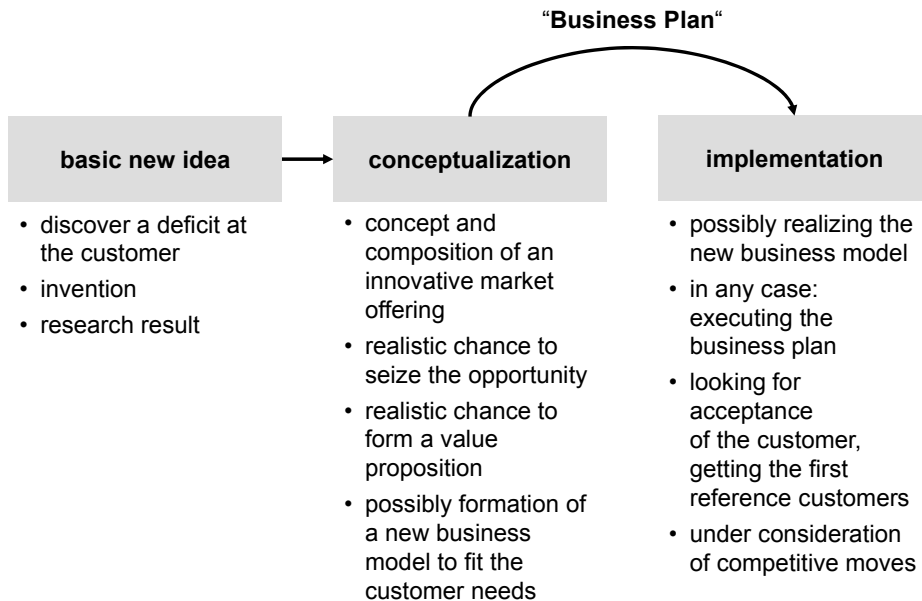 “Business Plan“
basic new idea
• discover a deficit at
the customer
• invention
• research result
conceptualization
• concept and
composition of an
innovative market
offering
• realistic chance to
seize the opportunity
• realistic chance to
form a value
proposition
• possibly formation of
a new business
model to fit the
customer needs
implementation
• possibly realizing the
new business model
• in any case:
executing the
business plan
• looking for
acceptance
of the customer,
getting the first
reference customers
• under consideration
of competitive moves